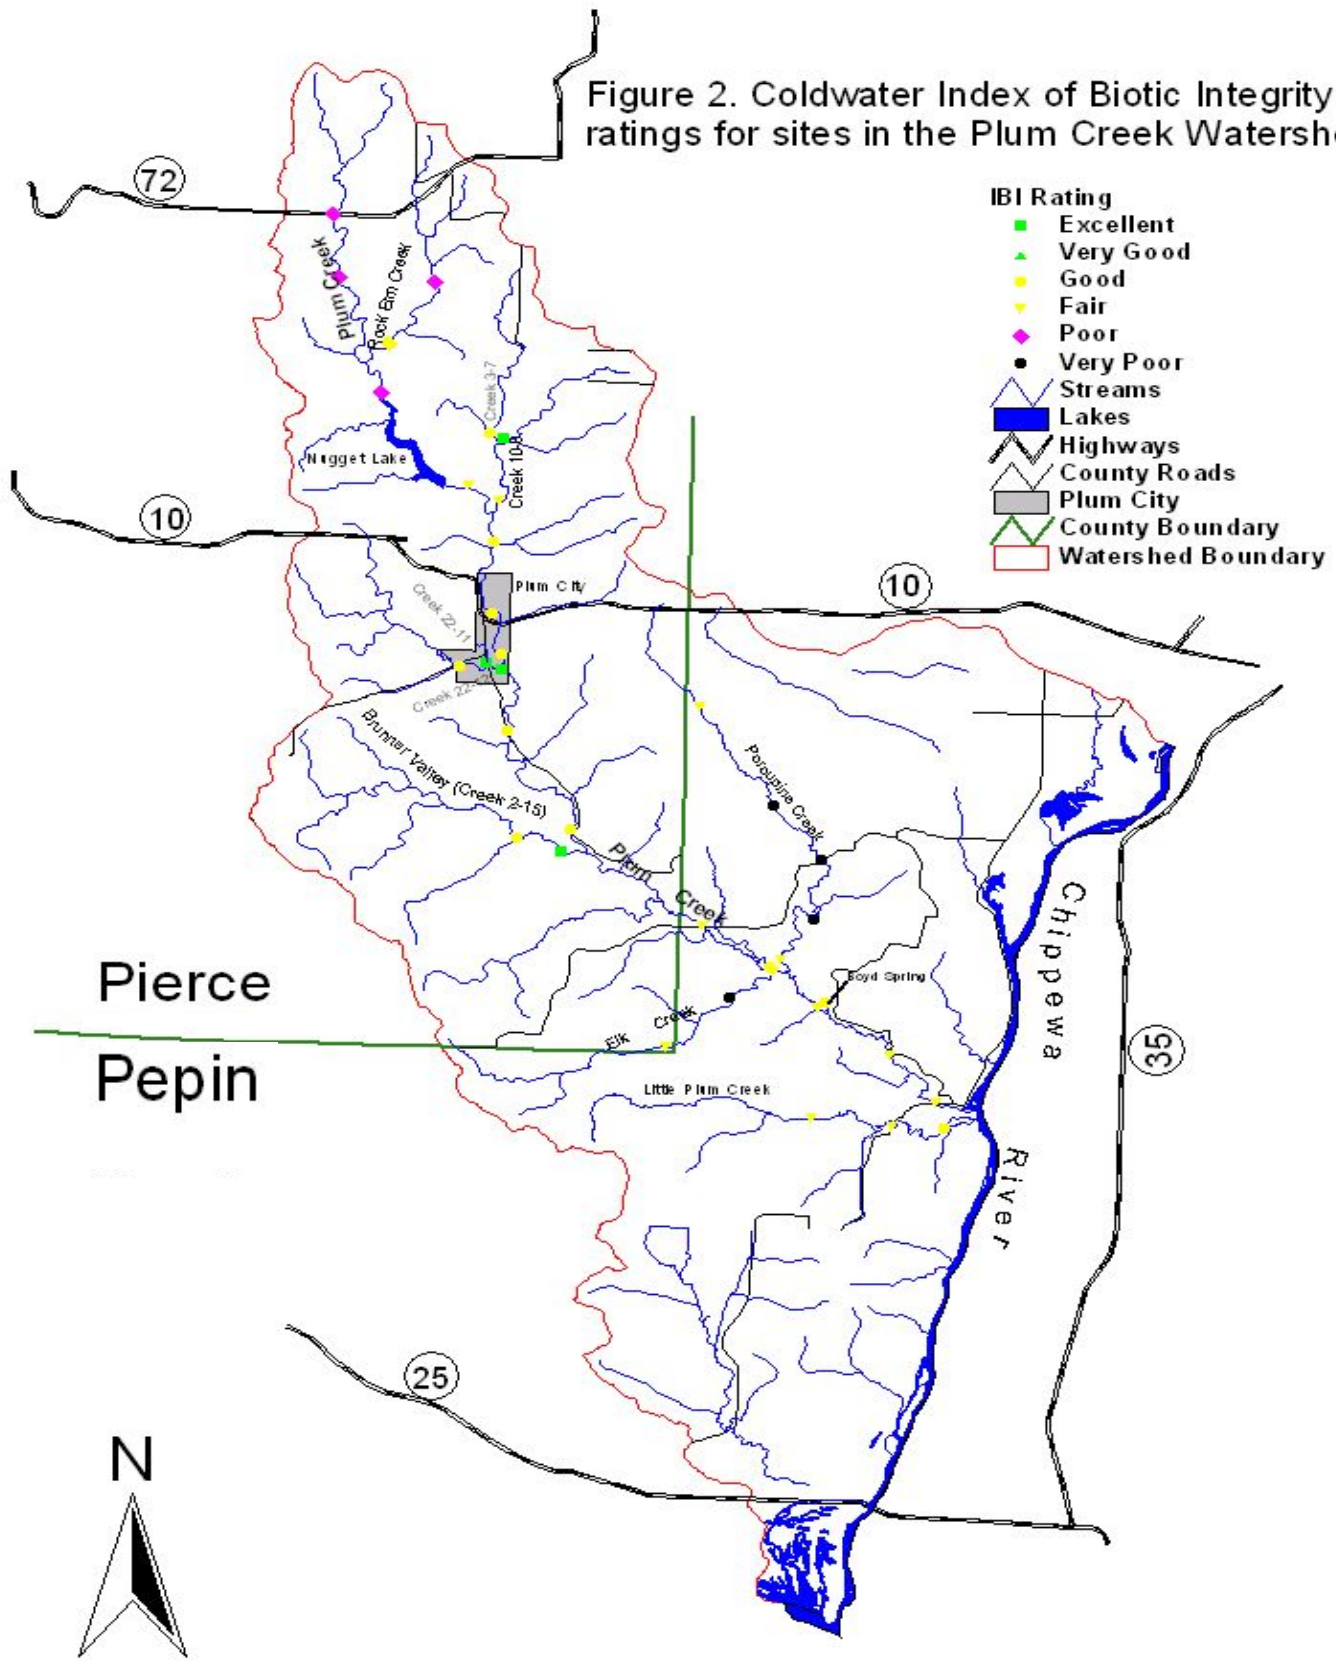 Figure 2. Coldwater Index of Biotic Integrity
ratings for sites in the Plum Creek Watersh
IBI Rating
Excellent
Very Good
Good
Fair
Poor
Very Poor
Streams
Lakes
Highways
County Roads
Plum City
County Boundary
Watershed Boundary
72
Plum Creek
Rock Elm Creek
Creek 3-7
Nugget Lake
Creek 10-8
10
Plum City
10
Creek 22-11
Creek 22-12
Brunner Valley (Creek 2-15)
Porcupine Creek
Plum Creek
Chippewa
Boyd Spring
Pierce
Elk Creek
35
Pepin
Little Plum Creek
River
25
N